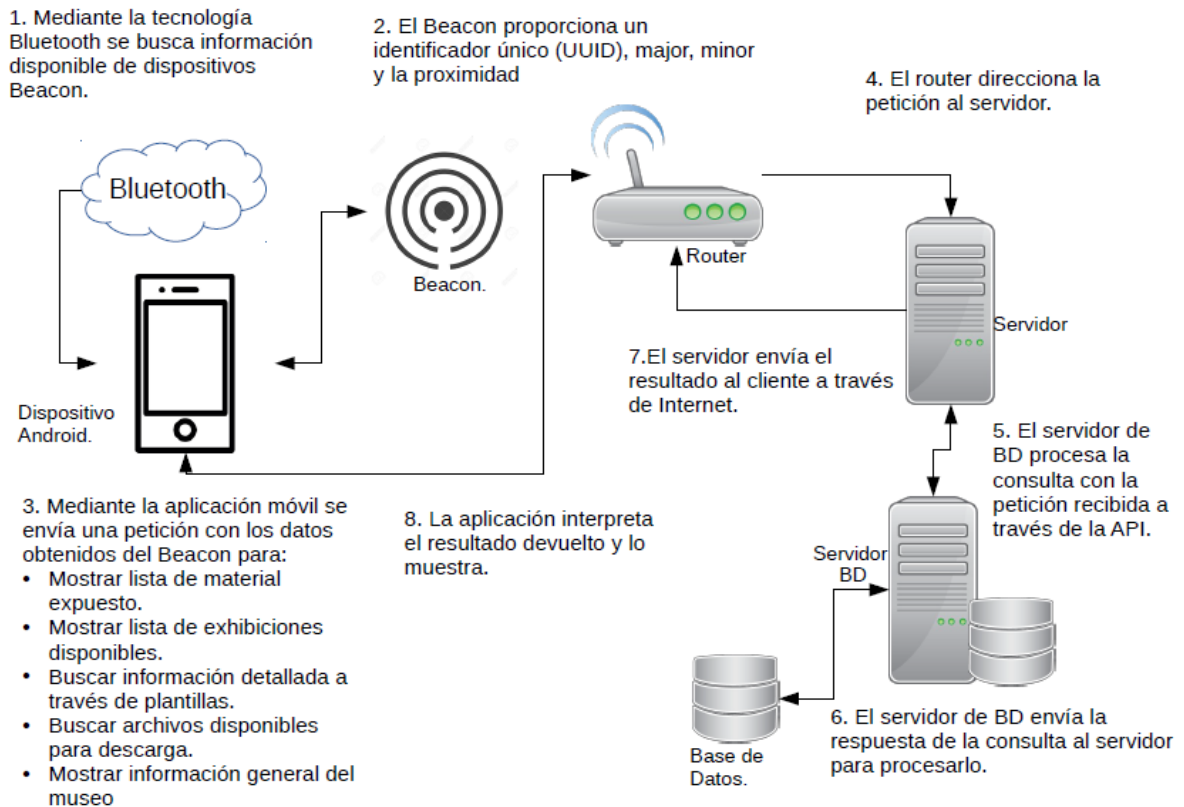 1. Mediante la tecnología
Bluetooth se busca información
disponible de dispositivos
Beacon.
2. El Beacon proporciona un
identificador único (UUID), major, minor
y la proximidad
4. El router direcciona la
petición al servidor.
Bluetooth
Beacon.
Router
Servidor
Dispositivo
Android.
7.El servidor envía el
resultado al cliente a través
de Internet.
5. El servidor de
BD procesa la
consulta con la
petición recibida a
través de la API.
3. Mediante la aplicación móvil se
envía una petición con los datos
obtenidos del Beacon para:
• Mostrar lista de material
expuesto.
• Mostrar lista de exhibiciones
disponibles.
• Buscar información detallada a
través de plantillas.
• Buscar archivos disponibles
para descarga.
• Mostrar información general del
museo
8. La aplicación interpreta
el resultado devuelto y lo
muestra.
Servidor
BD
Base de
Datos.
6. El servidor de BD envía la
respuesta de la consulta al servidor
para procesarlo.